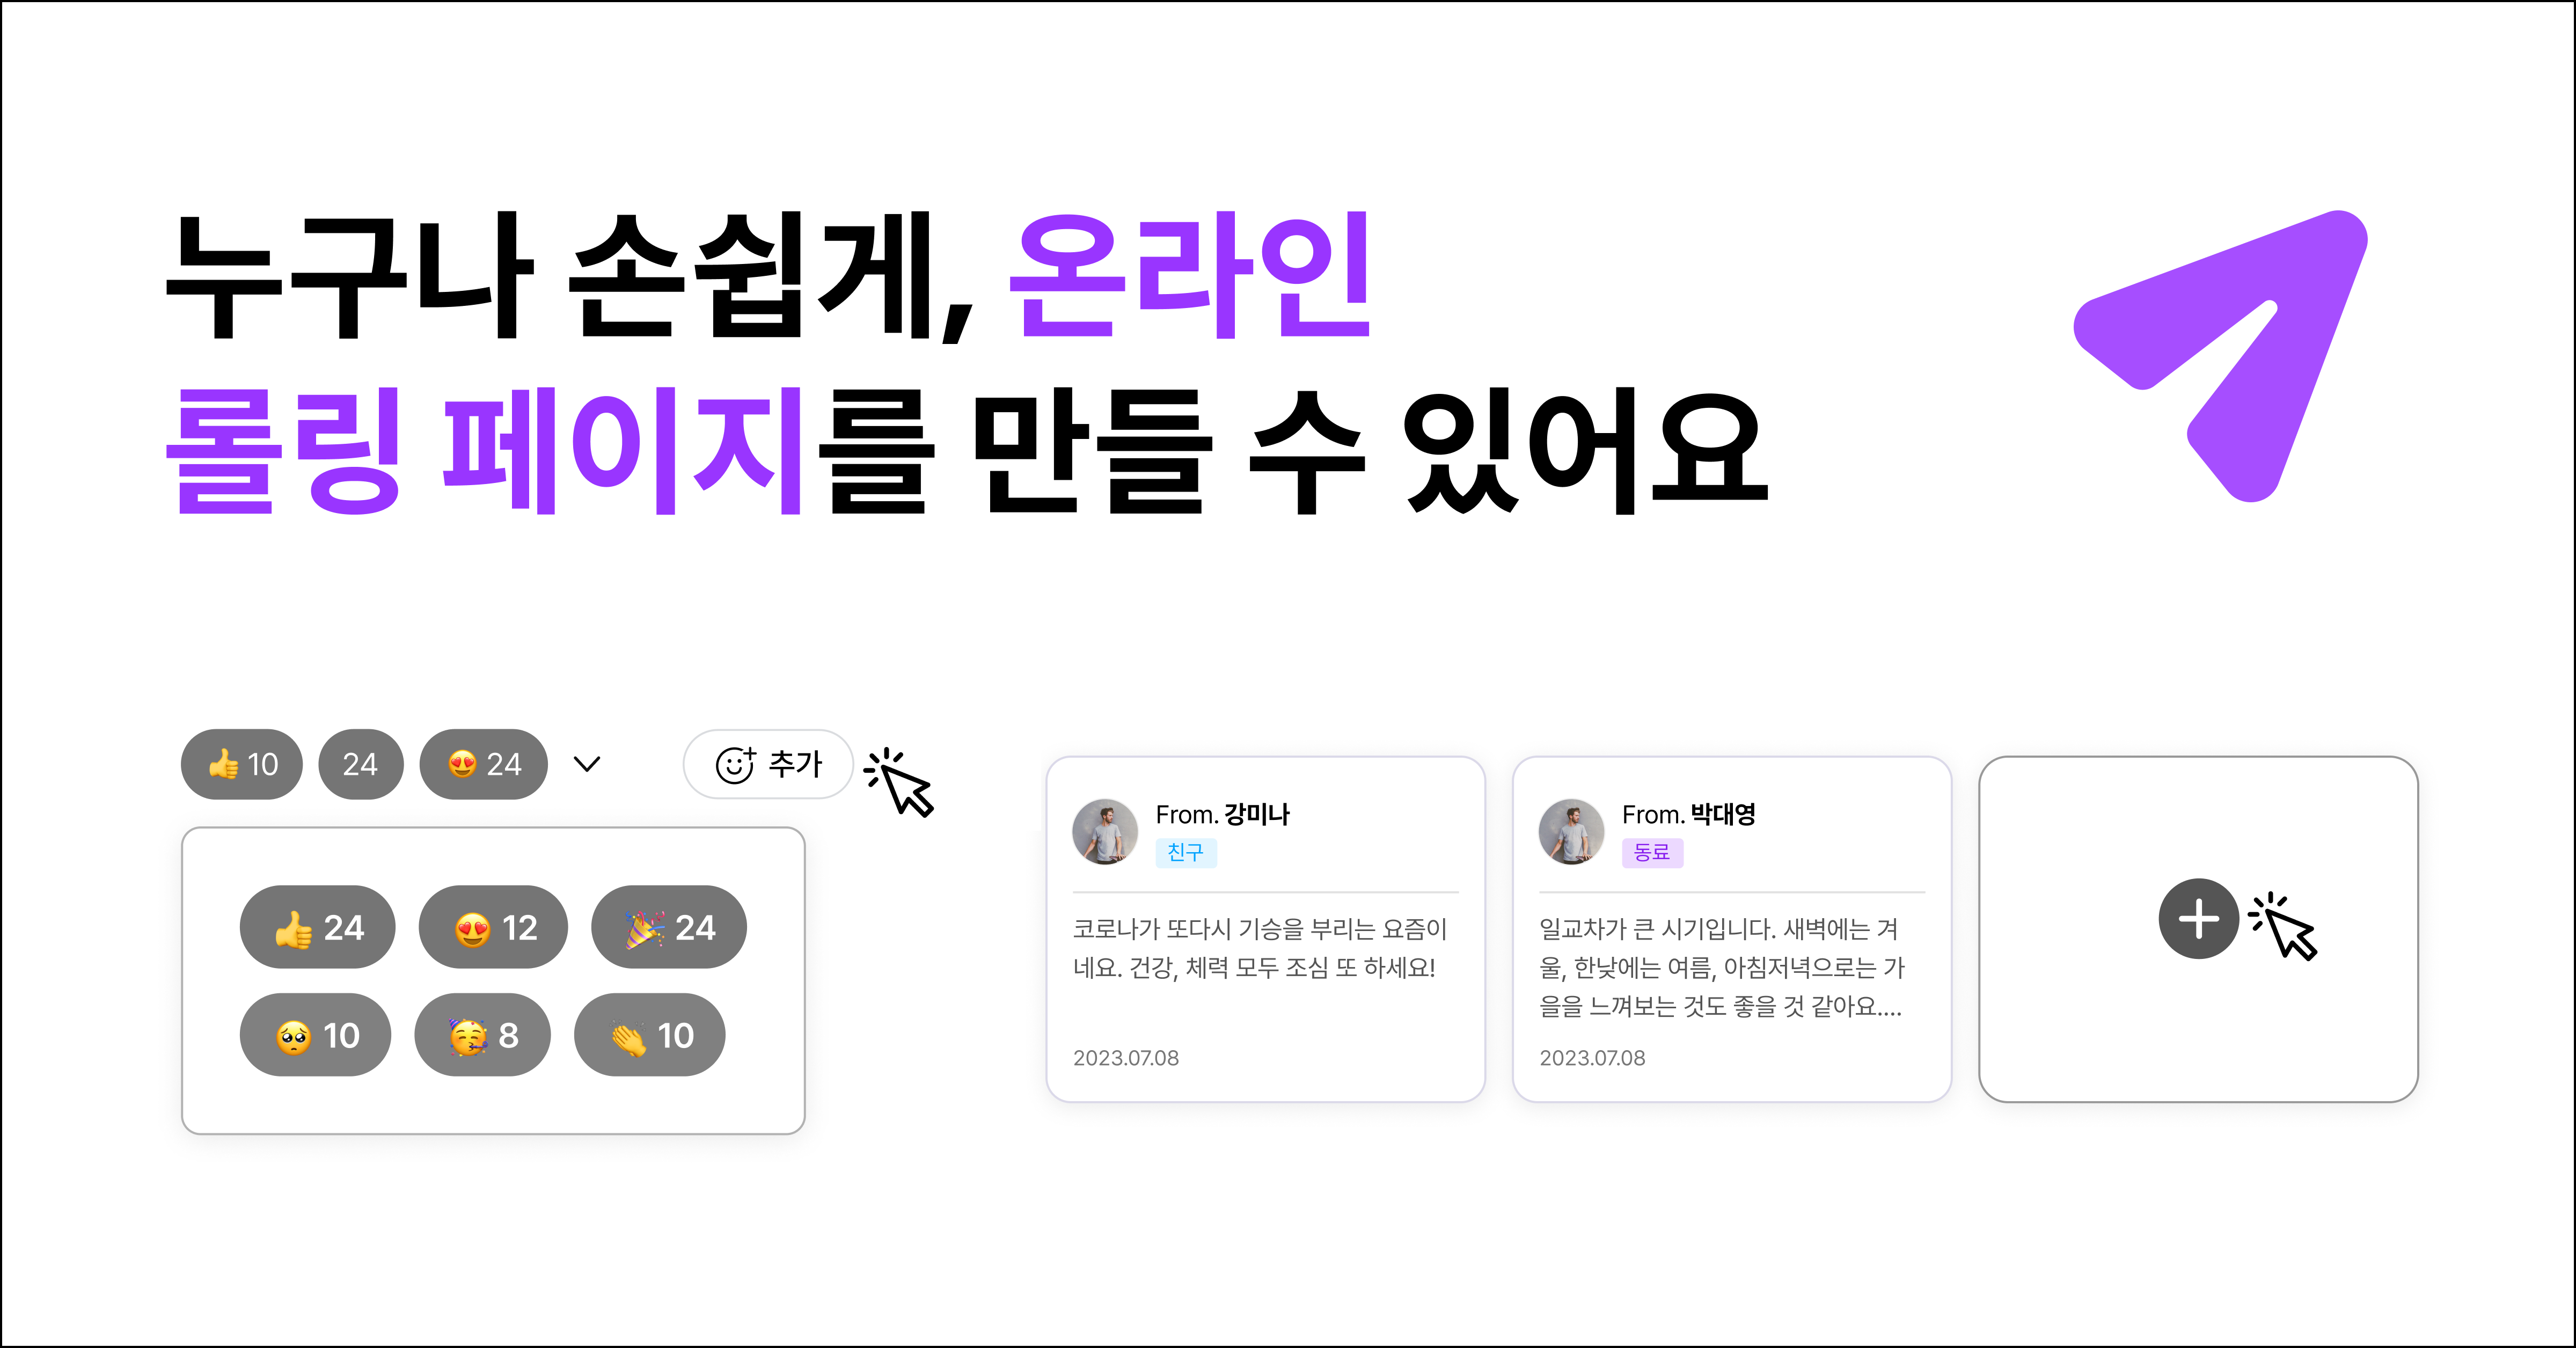 누구나 손쉽게, 온라인
롤링 페이지를 만들 수 있어요
👍 10
24
😍 24
추가
👍 24
😍 12
🎉 24
🥺 10
🥳 8
👏 10
From. 강미나
친구
코로나가 또다시 기승을 부리는 요즘이
네요. 건강, 체력 모두 조심 또 하세요!
2023.07.08
From. 박대영
동료
일교차가 큰 시기입니다. 새벽에는 겨
울, 한낮에는 여름, 아침저녁으로는 가
을을 느껴보는 것도 좋을 것 같아요....
2023.07.08